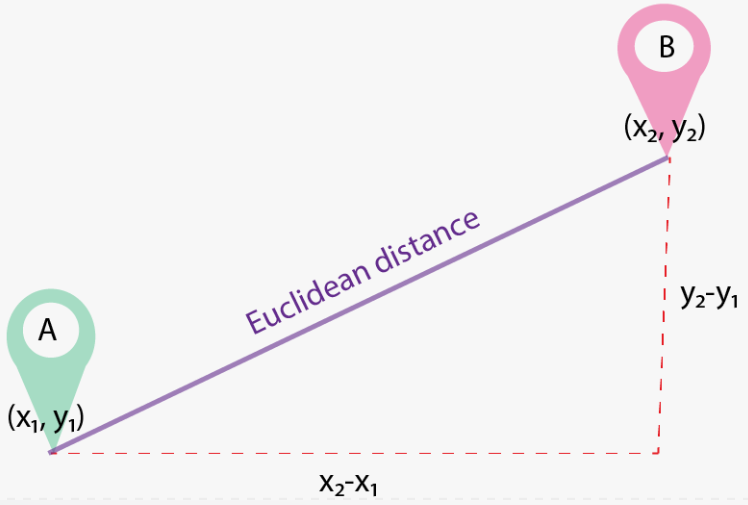 B
(x₂, y₂)
Euclidean distance
y₂-y₁
A
(x₁, y₁)
x₂-x₁